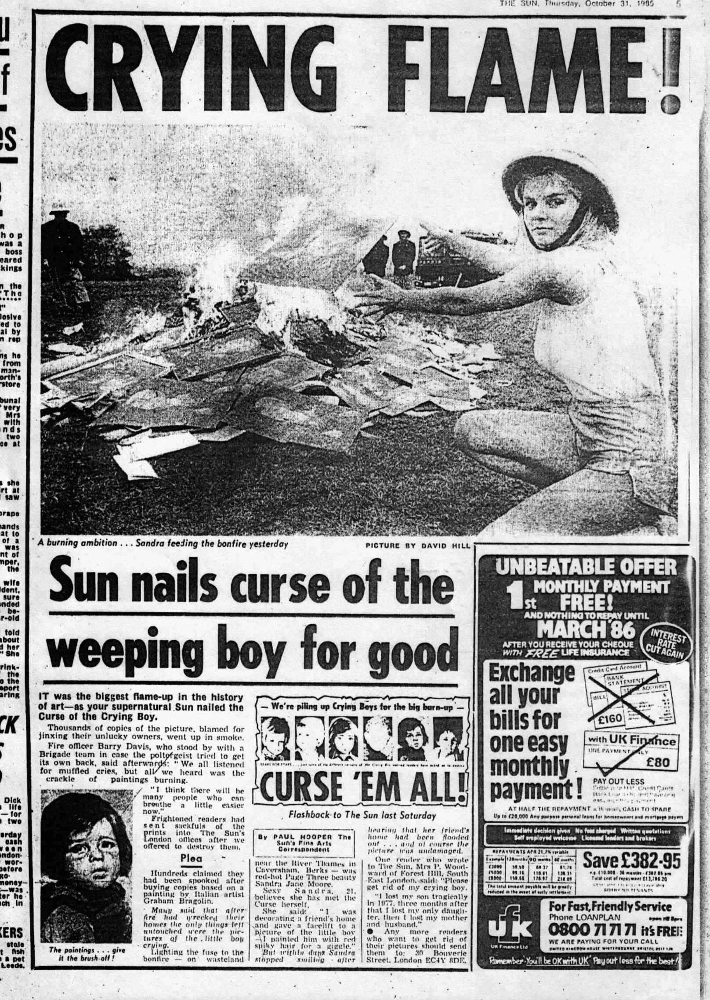 THE SUN, Thursday, October 31, 1985 5
CRYING FLAME!
A burning ambition . . . Sandra feeding the bonfire yesterday
PICTURE BY DAVID HILL
Sun nails curse of the
weeping boy for good
IT was the biggest flame-up in the history
of art—as your supernatural Sun nailed the
Curse of the Crying Boy.
Thousands of copies of the picture, blamed for
jinxing their unlucky owners, went up in smoke.
Fire officer Barry Davis, who stood by with a
Brigade team in case the poltergeist tried to get
its own back, said afterwards: "We all listened
for muffled cries, but all we heard was the
crackle of paintings burning.
"I think there will be
many people who can
breathe a little easier
now."
Frightened readers had
sent sackfuls of the
prints into The Sun's
London offices after we
offered to destroy them.
Plea
Hundreds claimed they
had been spooked after
buying copies based on a
painting by Italian artist
Graham Bragolin.
Many said that after
fire had wrecked their
homes the only things left
untouched were the pic-
tures of the little boy
crying.
Lighting the fuse to the
bonfire — on wasteland
The paintings . . . give
it the brush-off!
— We're piling up Crying Boys for the big burn-up —
CURSE 'EM ALL!
Flashback to The Sun last Saturday
By PAUL HOOPER The
Sun's Fine Arts
Correspondent
near the River Thames in
Caversham, Berks — was
red-hot Page Three beauty
Sandra Jane Moore.
Sexy Sandra, 21,
believes she has met the
Curse herself.
She said: "I was
decorating a friend's home
and gave a facelift to a
picture of the little boy
—I painted him with red
spiky hair for a giggle."
But within days Sandra
stopped smiling after
hearing that her friend's
home had been flooded
out . . . and of course the
picture was undamaged.
One reader who wrote
to The Sun, Mrs P. Wood-
ward of Forest Hill, South
East London, said: "Please
get rid of my crying boy.
"I lost my son tragically
in 1977, three months after
that I lost my only daugh-
ter, then I lost my mother
and husband."
● Any more readers
who want to get rid of
their pictures should send
them to: 30 Bouverie
Street, London EC4Y 8DE.
UNBEATABLE OFFER
1st MONTHLY PAYMENT
FREE!
AND NOTHING TO REPAY UNTIL
MARCH '86
AFTER YOU RECEIVE YOUR CHEQUE
WITH FREE LIFE INSURANCE
INTEREST
RATE
CUT AGAIN
Exchange
all your
bills for
one easy
monthly
payment!
Credit Card Account
BANK
STATEMENT
ACCOUNT
BILL
£160
with UK Finance
ONE PAYMENT ONLY
£80
PAY OUT LESS
AT HALF THE REPAYMENT with CASH TO SPARE
Up to £20,000 Any purpose personal loans for homeowners and mortgage payers
Immediate decision given No fees charged Written quotations
Self employed welcome Licensed lenders and brokers
REPAYMENTS APR 21.7% variable
Example 120 months 90 months 60 months
£3000 59.50 68.37 81.78
£5000 99.16 110.61 136.31
£8000 158.66 176.97 218.09
The total amount payable will be greatly
reduced in the event of early settlement
Save £382·95
Total cost of repayment £13,786.20
SORRY NO TENANTS
ufk
UK Finance Ltd
For Fast, Friendly Service
Phone LOANPLAN open till 8pm
0800 71 71 71 it's FREE
WE ARE PAYING FOR YOUR CALL
UNITED KINGDOM HOUSE WINTERBOURNE BRISTOL
Remember 'You'll be OK with UK' Pay out less for the best!